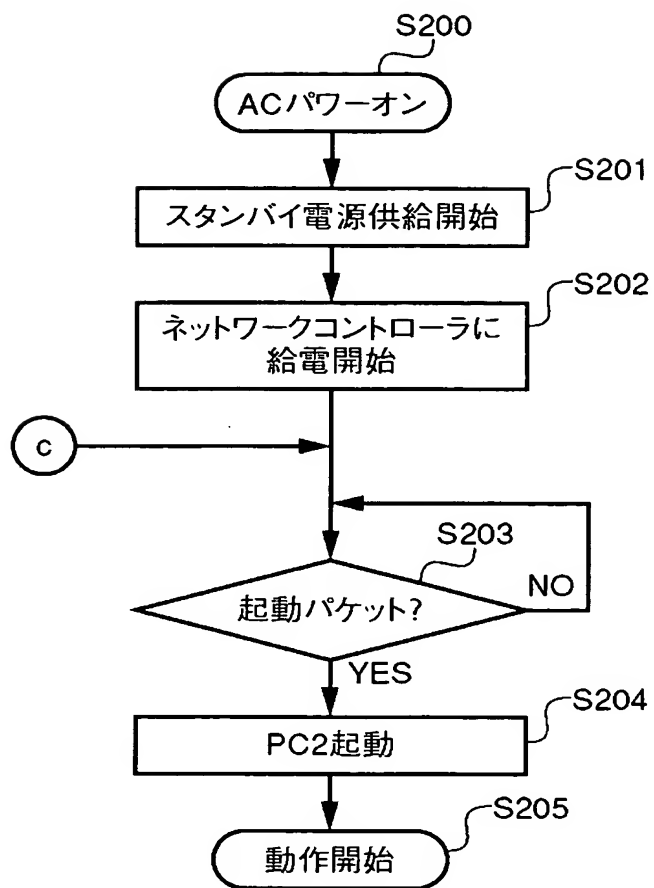 S200
ACパワーオン
S201
スタンバイ電源供給開始
S202
ネットワークコントローラに
給電開始
c
S203
起動パケット?
NO
YES
S204
PC2起動
S205
動作開始